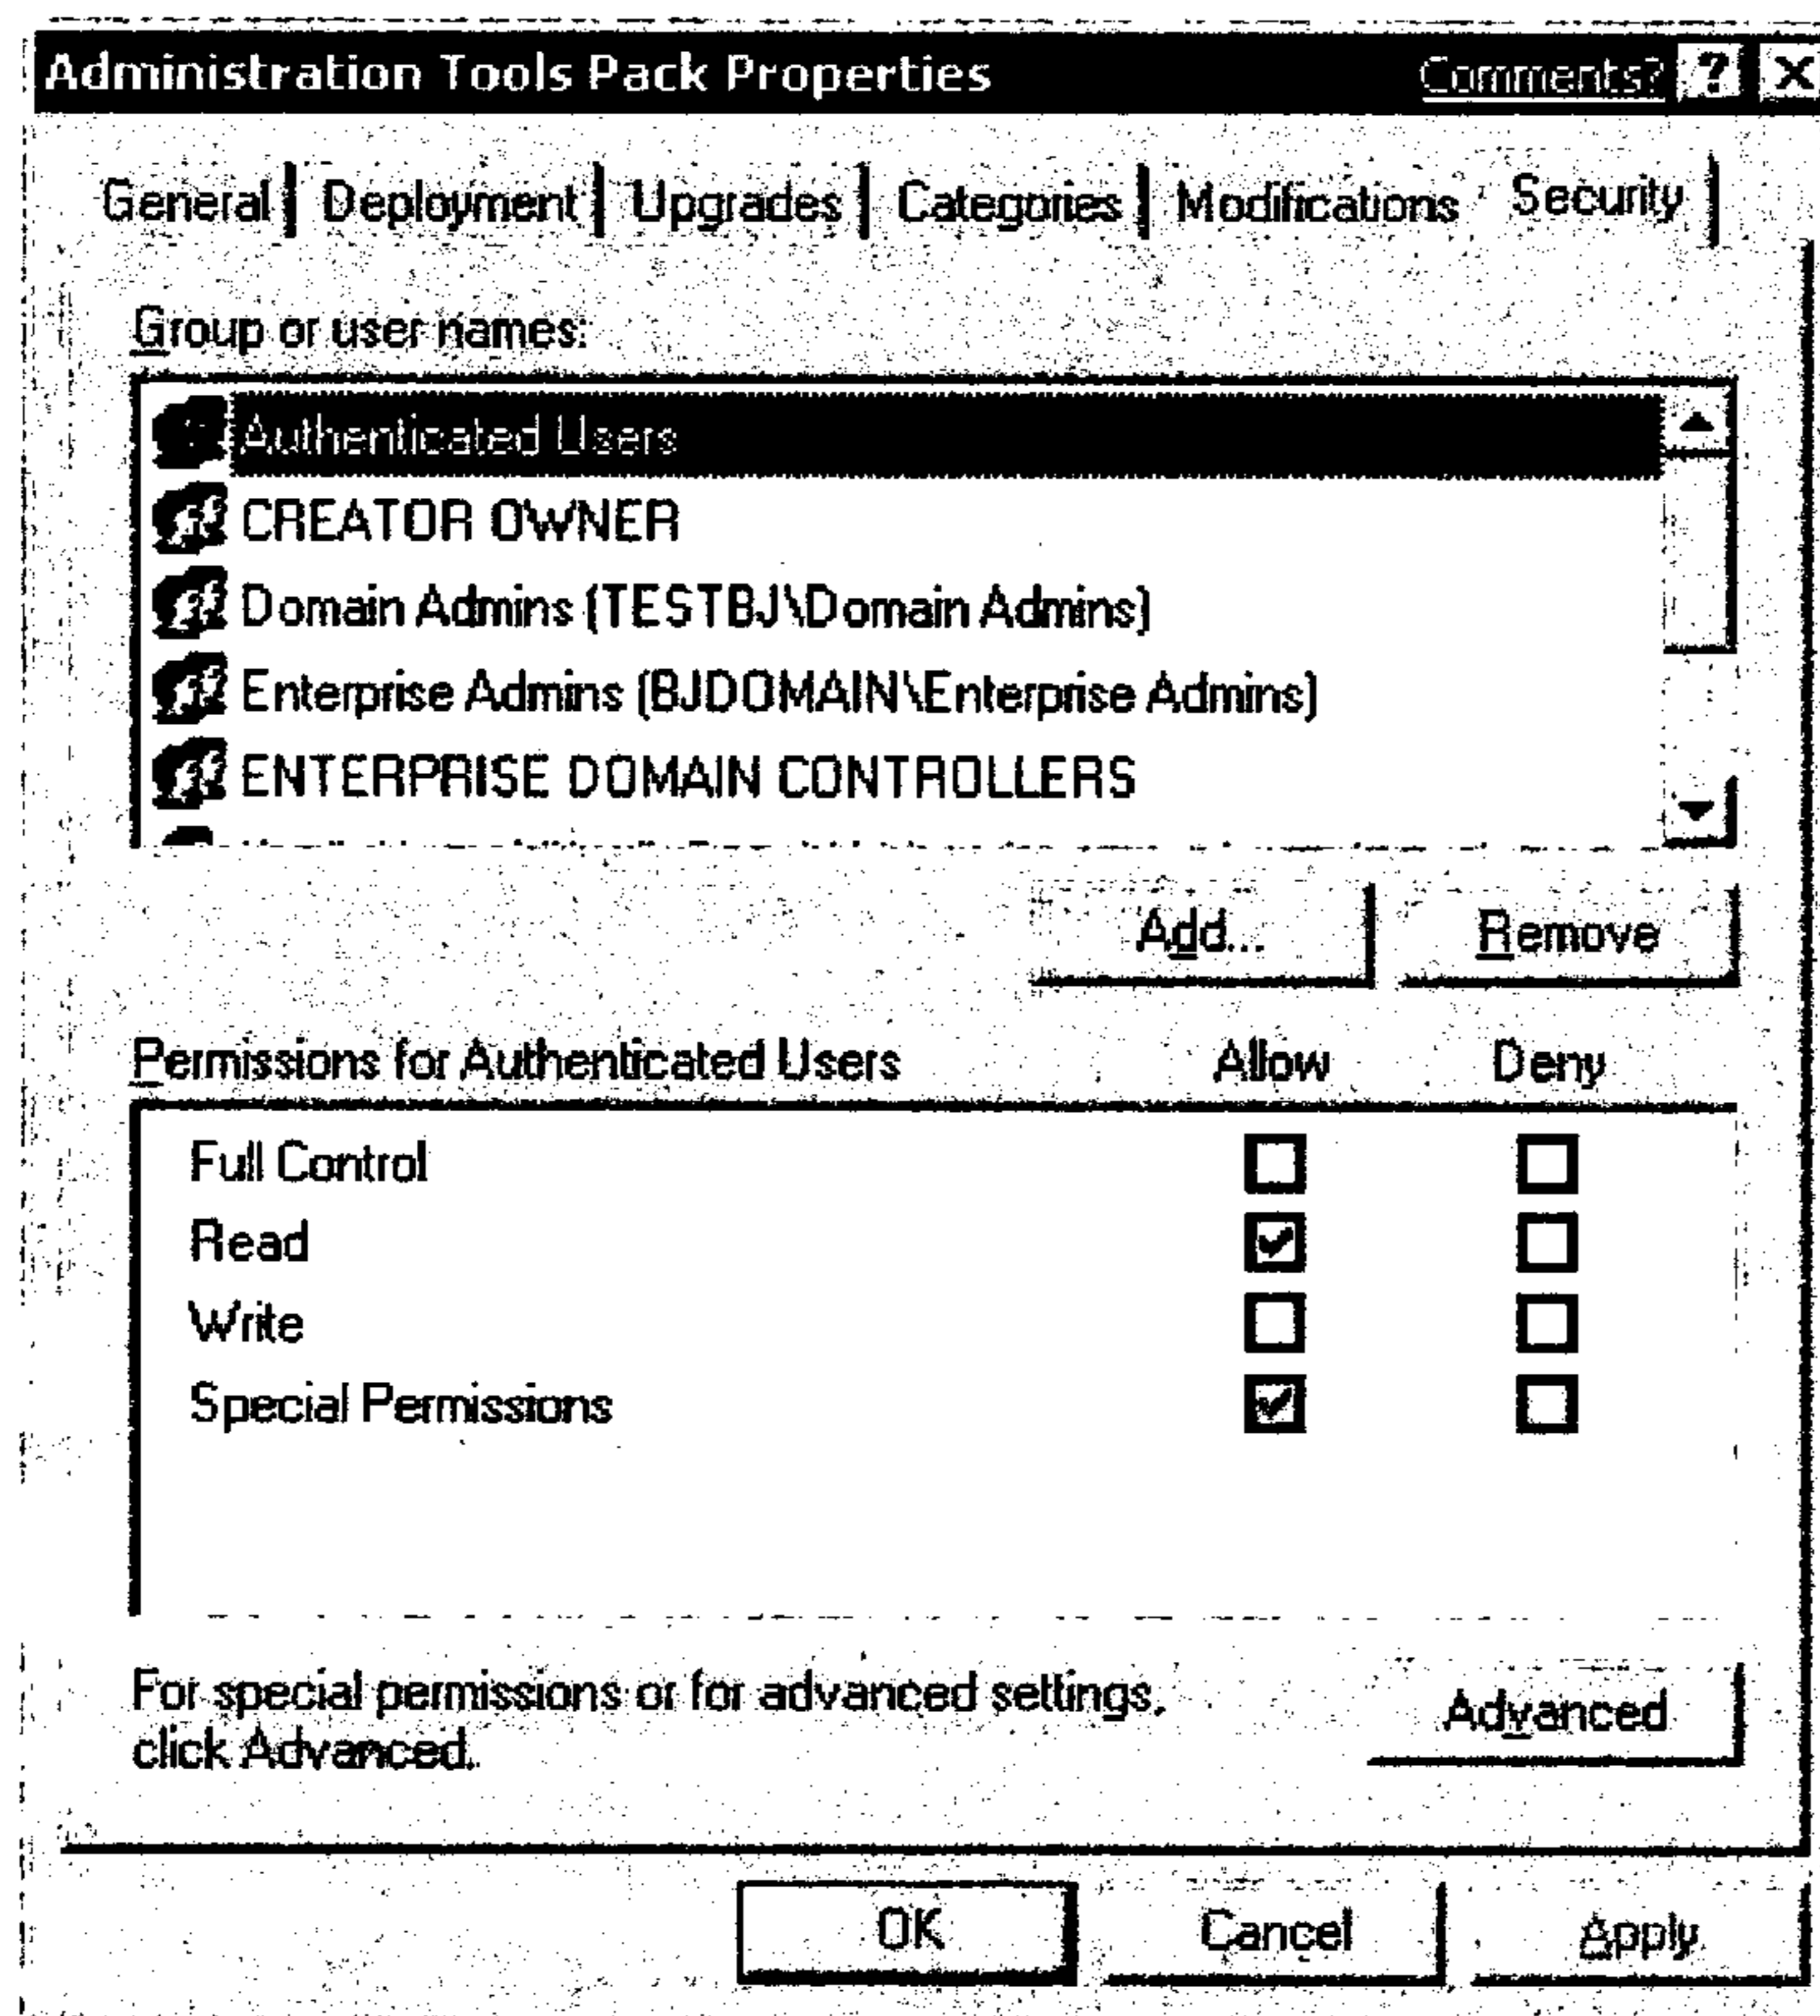 Administration Tools Pack Properties Comments? ? X
General Deployment Upgrades Categories Modifications Security
Group or user names:
Authenticated Users
CREATOR OWNER
Domain Admins (TESTBJ\Domain Admins)
Enterprise Admins (BJDOMAIN\Enterprise Admins)
ENTERPRISE DOMAIN CONTROLLERS
Add... Remove
Permissions for Authenticated Users Allow Deny
Full Control
Read
Write
Special Permissions
For special permissions or for advanced settings,
click Advanced. Advanced
OK Cancel Apply